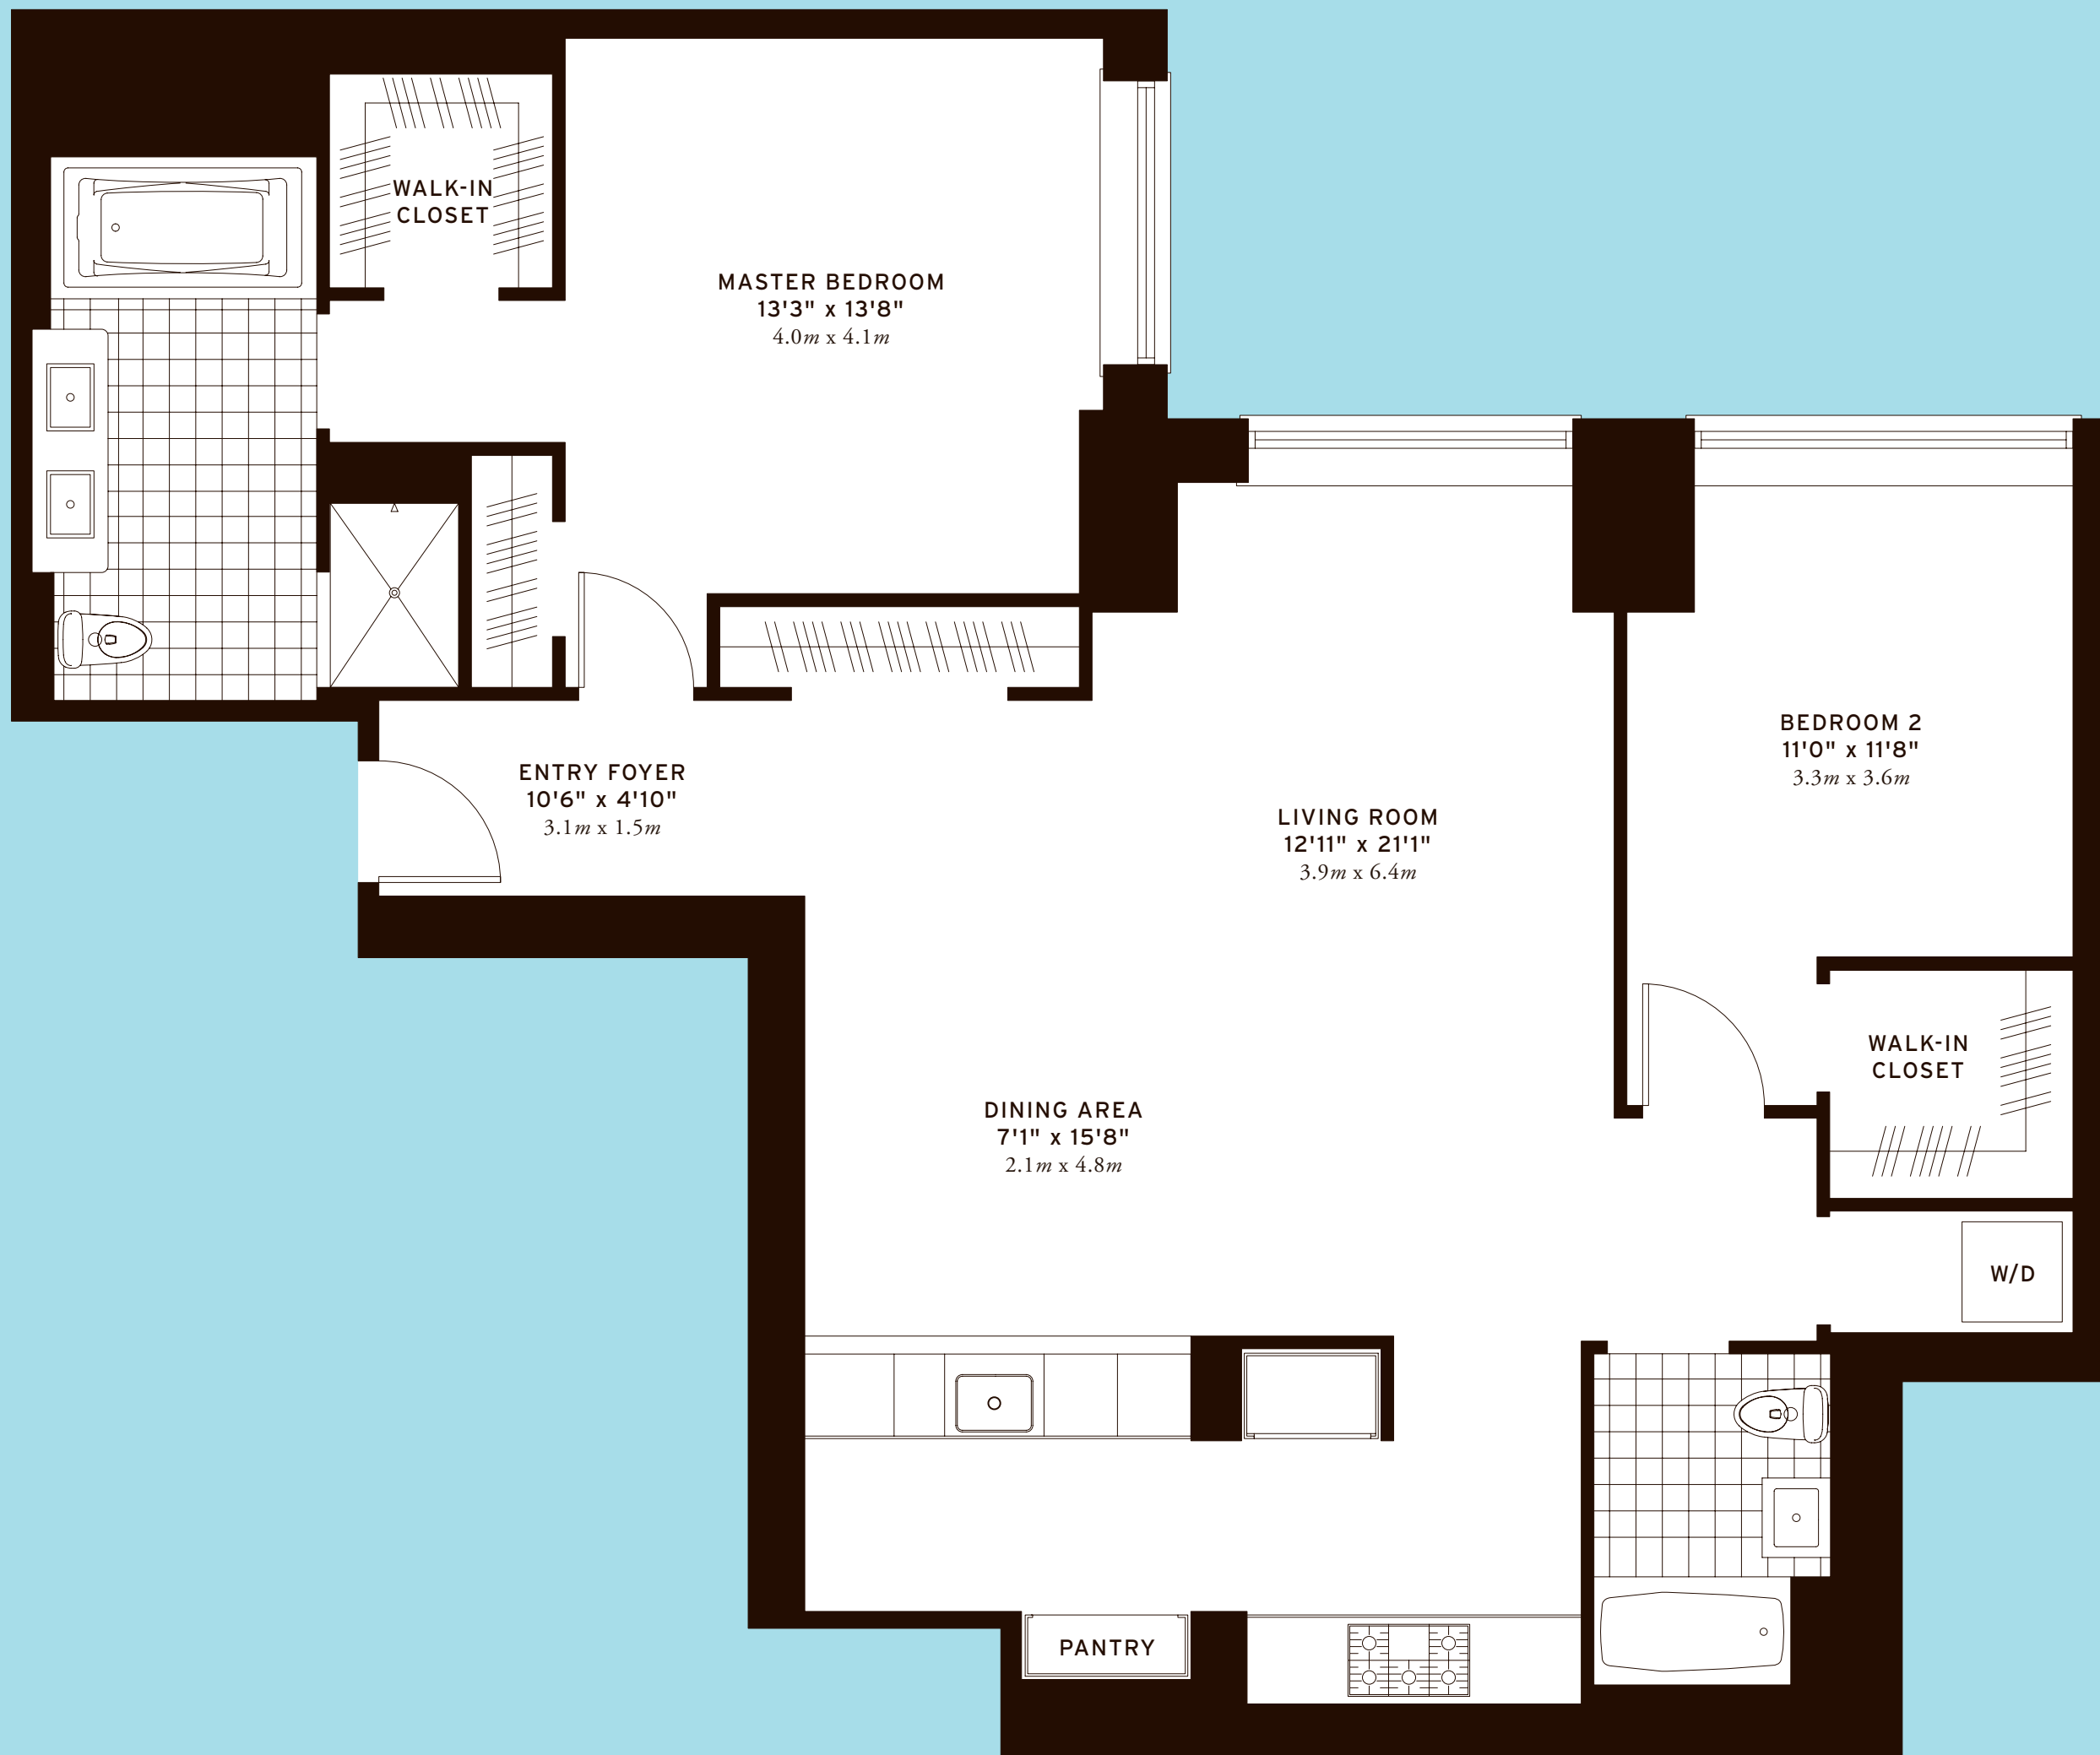 WALK-IN
CLOSET
MASTER BEDROOM
13'3" x 13'8"
4.0m x 4.1m
ENTRY FOYER
10'6" x 4'10"
3.1m x 1.5m
LIVING ROOM
12'11" x 21'1"
3.9m x 6.4m
BEDROOM 2
11'0" x 11'8"
3.3m x 3.6m
WALK-IN
CLOSET
DINING AREA
7'1" x 15'8"
2.1m x 4.8m
W/D
PANTRY